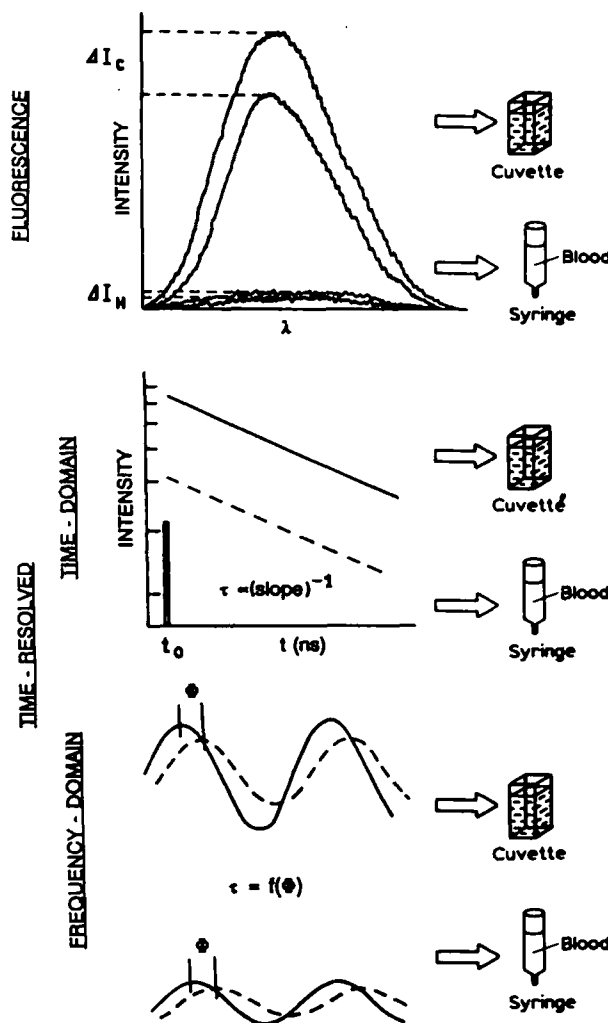 FLUORESCENCE
ΔI_C
INTENSITY
ΔI_H
λ
Cuvette
Blood
Syringe
TIME - RESOLVED
TIME - DOMAIN
INTENSITY
τ ∝(slope)⁻¹
t₀
t (ns)
Cuvette
Blood
Syringe
FREQUENCY - DOMAIN
Φ
Cuvette
τ = f(Φ)
Φ
Blood
Syringe